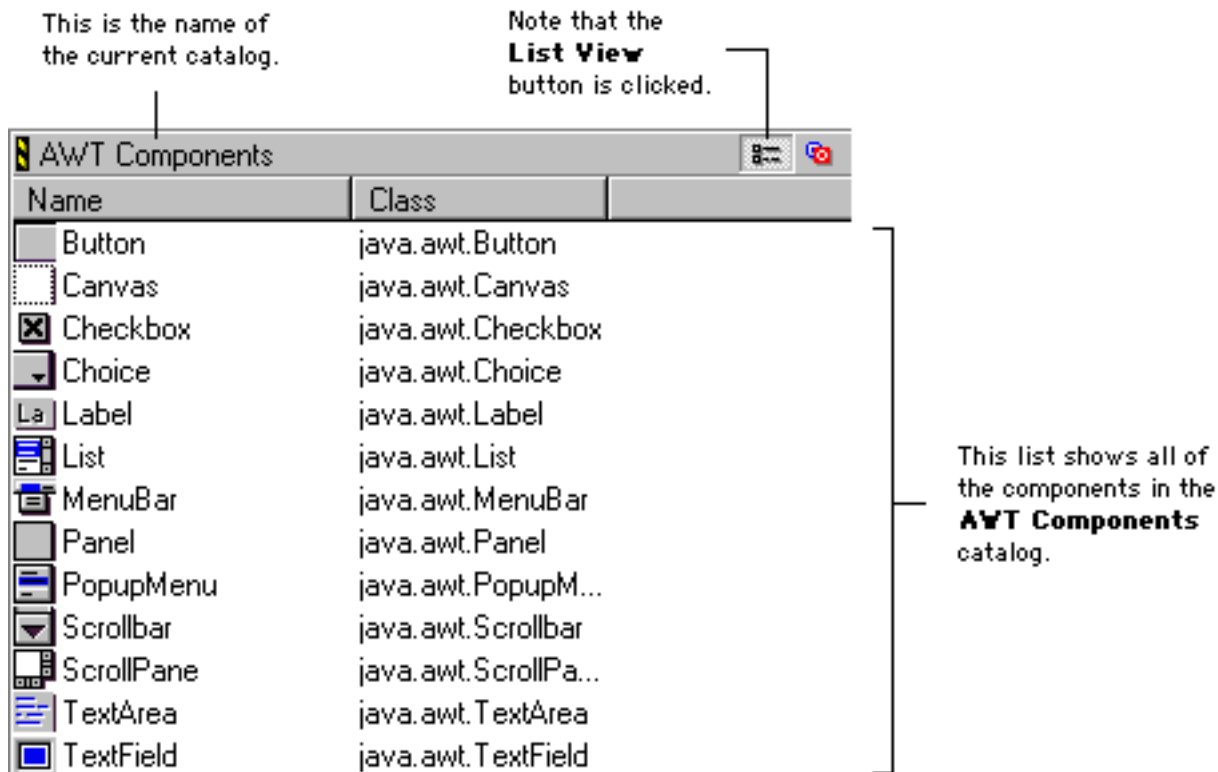 This is the name of
the current catalog.
Note that the
List View
button is clicked.
AWT Components
Name Class
Button java.awt.Button
Canvas java.awt.Canvas
Checkbox java.awt.Checkbox
Choice java.awt.Choice
La Label java.awt.Label
List java.awt.List
MenuBar java.awt.MenuBar
Panel java.awt.Panel
PopupMenu java.awt.PopupM...
Scrollbar java.awt.Scrollbar
ScrollPane java.awt.ScrollPa...
TextArea java.awt.TextArea
TextField java.awt.TextField
This list shows all of
the components in the
AWT Components
catalog.